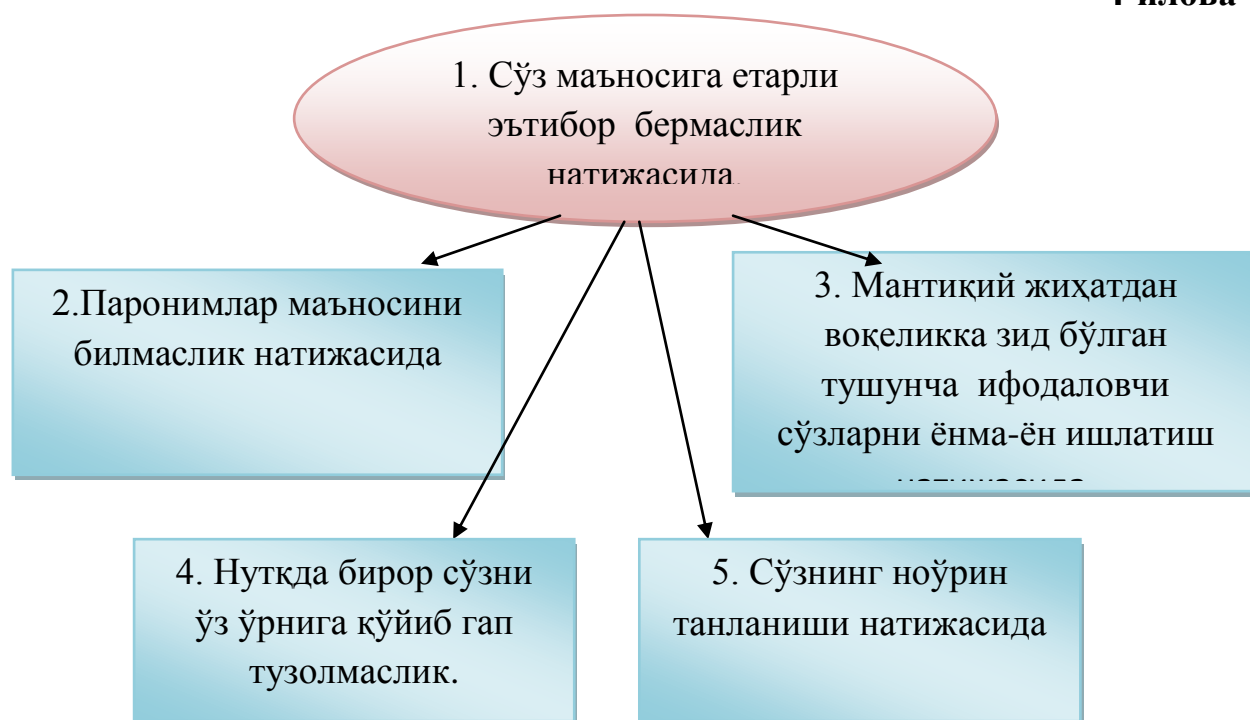 илова
1. Сўз маъносига етарли
эътибор бермаслик
натижасида.
2.Паронимлар маъносини
билмаслик натижасида
3. Мантиқий жиҳатдан
воқеликка зид бўлган
тушунча ифодаловчи
сўзларни ёнма-ён ишлатиш
4. Нутқда бирор сўзни
ўз ўрнига қўйиб гап
тузолмаслик.
5. Сўзнинг ноўрин
танланиши натижасида